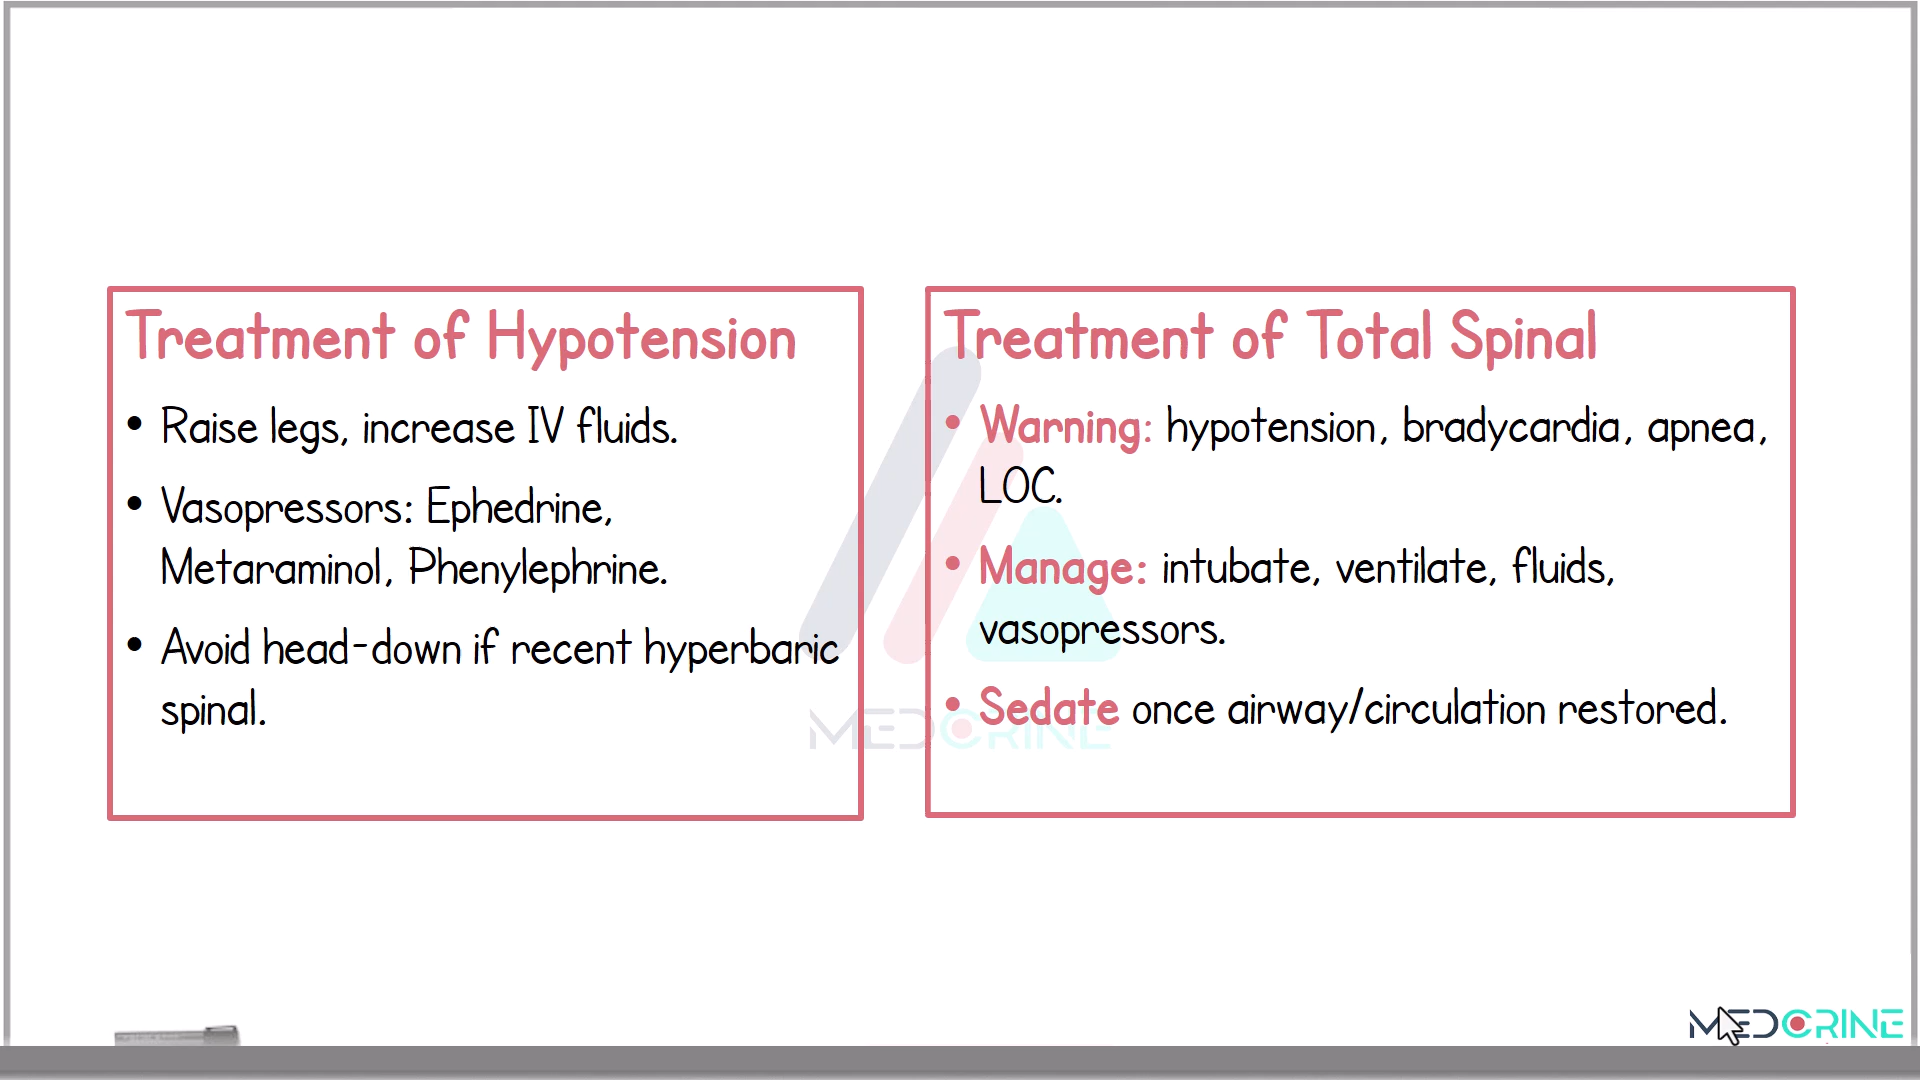 Treatment of Hypotension
• Raise legs, increase IV fluids.
• Vasopressors: Ephedrine,
Metaraminol, Phenylephrine.
• Avoid head-down if recent hyperbaric
spinal.
Treatment of Total Spinal
• Warning: hypotension, bradycardia, apnea,
LOC.
• Manage: intubate, ventilate, fluids,
vasopressors.
• Sedate once airway/circulation restored.
MEDCRINE
MEDCRINE